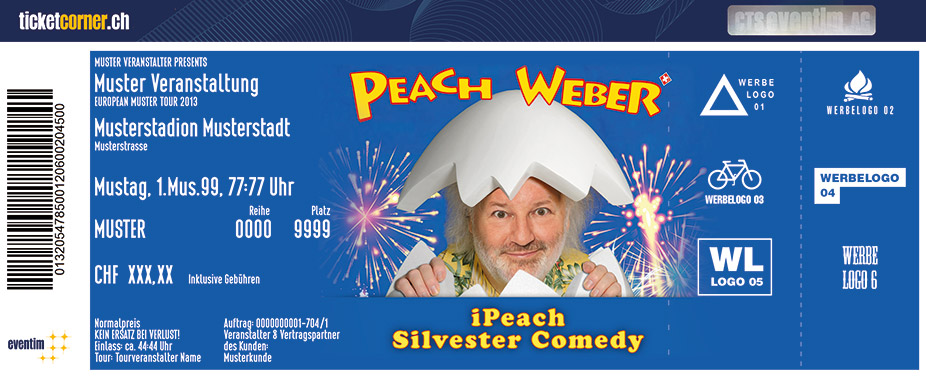 ticketcorner.ch
CTS eventim AG
MUSTER VERANSTALTER PRESENTS
Muster Veranstaltung
EUROPEAN MUSTER TOUR 2013
Musterstadion Musterstadt
Musterstrasse
Mustag, 1.Mus.99, 77:77 Uhr
Reihe Platz
MUSTER 0000 9999
CHF XXX,XX Inklusive Gebühren
Normalpreis
KEIN ERSATZ BEI VERLUST!
Einlass: ca. 44:44 Uhr
Tour: Tourveranstalter Name
Auftrag: 0000000001-704/1
Veranstalter & Vertragspartner
des Kunden:
Musterkunde
013205478500120600204500
eventim
PEACH WEBER
iPeach
Silvester Comedy
WERBE
LOGO
01
WERBELOGO 02
WERBELOGO 03
WERBELOGO
04
WL
LOGO 05
WERBE
LOGO 6